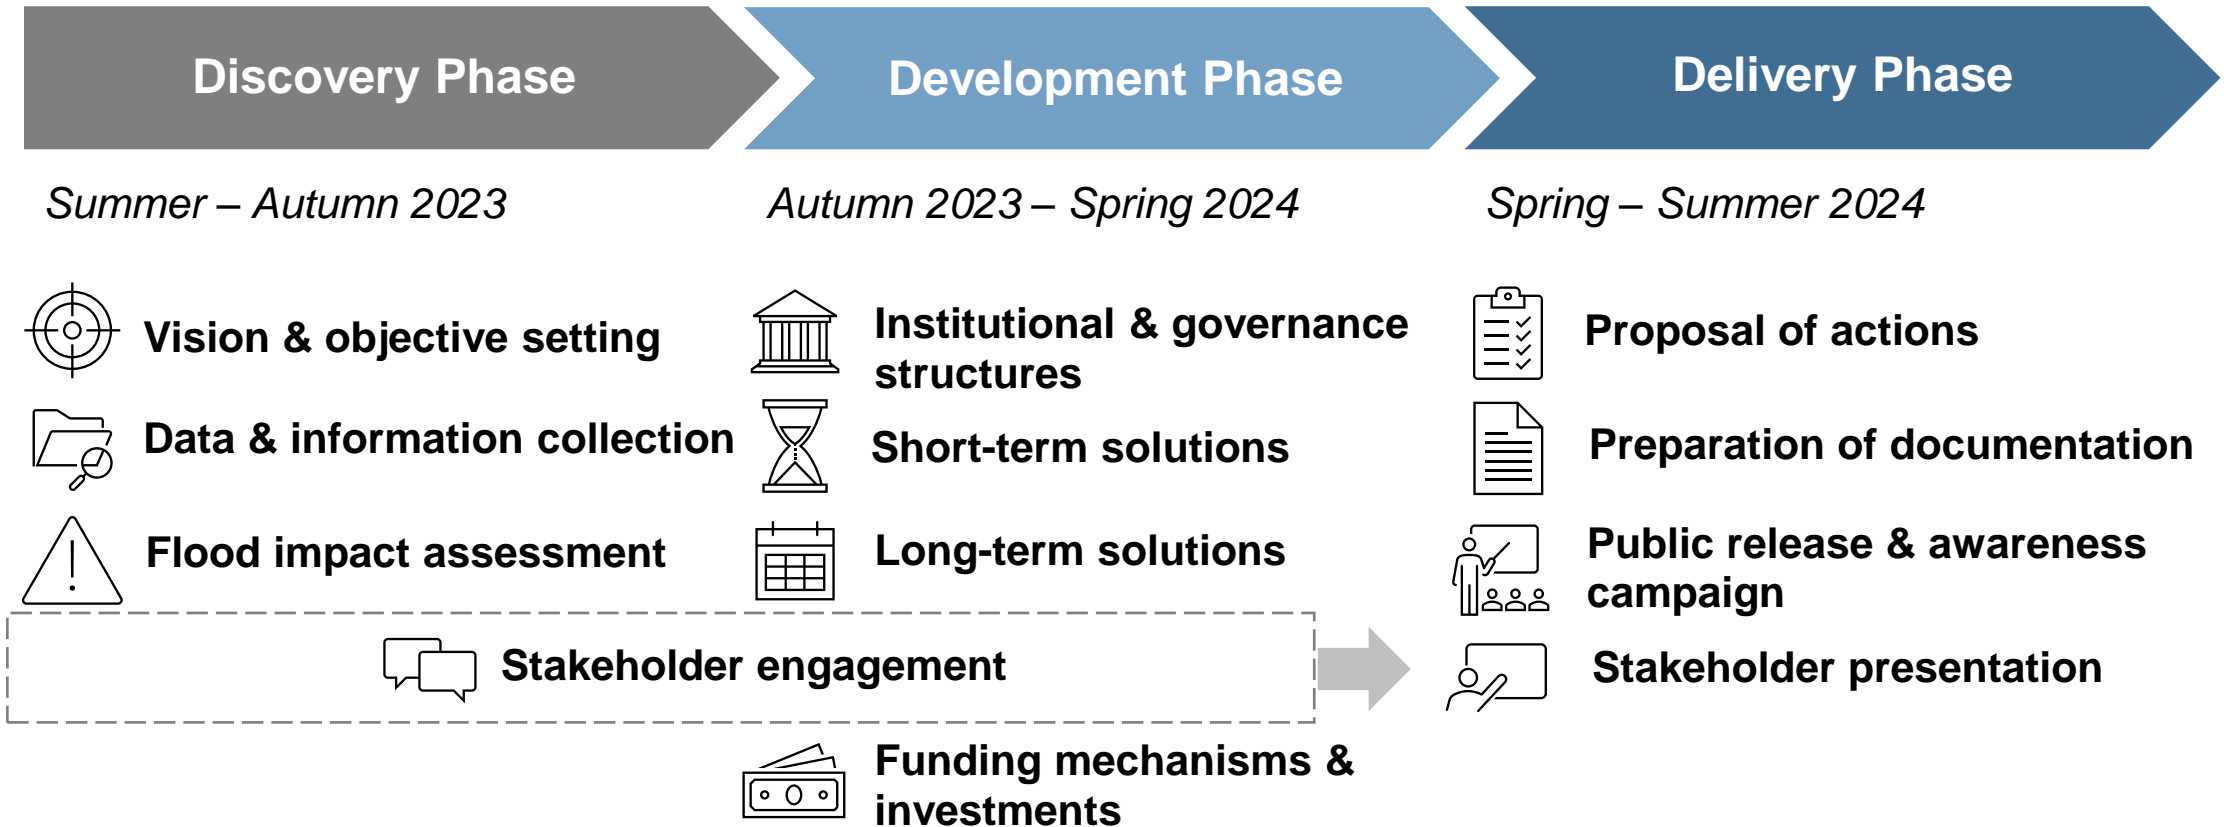 Discovery Phase
Development Phase
Delivery Phase
Summer – Autumn 2023
Autumn 2023 – Spring 2024
Spring – Summer 2024
Vision & objective setting
Data & information collection
Flood impact assessment
Institutional & governance
structures
Short-term solutions
Long-term solutions
Stakeholder engagement
Funding mechanisms &
investments
Proposal of actions
Preparation of documentation
Public release & awareness
campaign
Stakeholder presentation